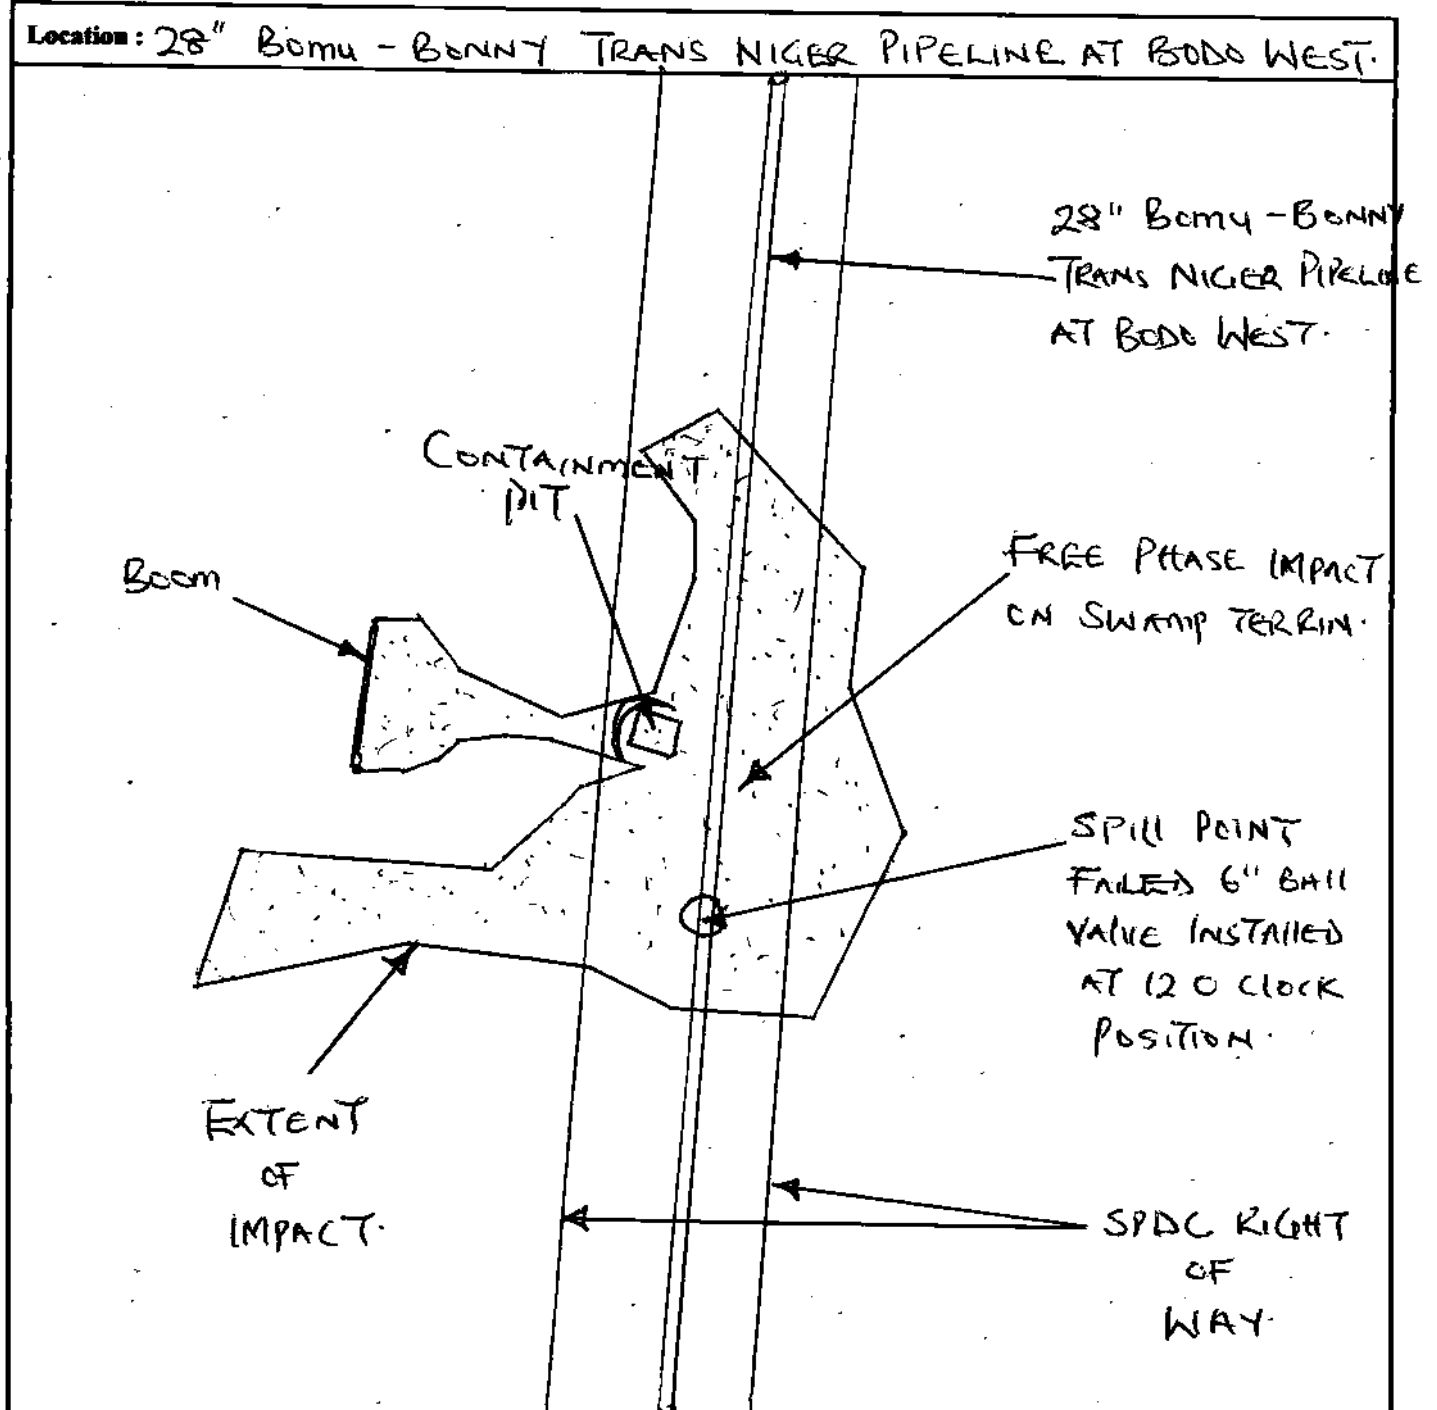 Location : 28" Bomu - BONNY TRANS NIGER PIPELINE AT BODO WEST.
28" Bomu - BONNY
TRANS NIGER PIPELINE
AT BODO WEST.
CONTAINMENT
PIT
Boom
FREE PHASE IMPACT
ON SWAMP TERRIN.
SPILL POINT
FAILED 6" BALL
VALVE INSTALLED
AT 12 O CLOCK
POSITION.
EXTENT
OF
IMPACT.
SPDC RIGHT
OF
WAY.